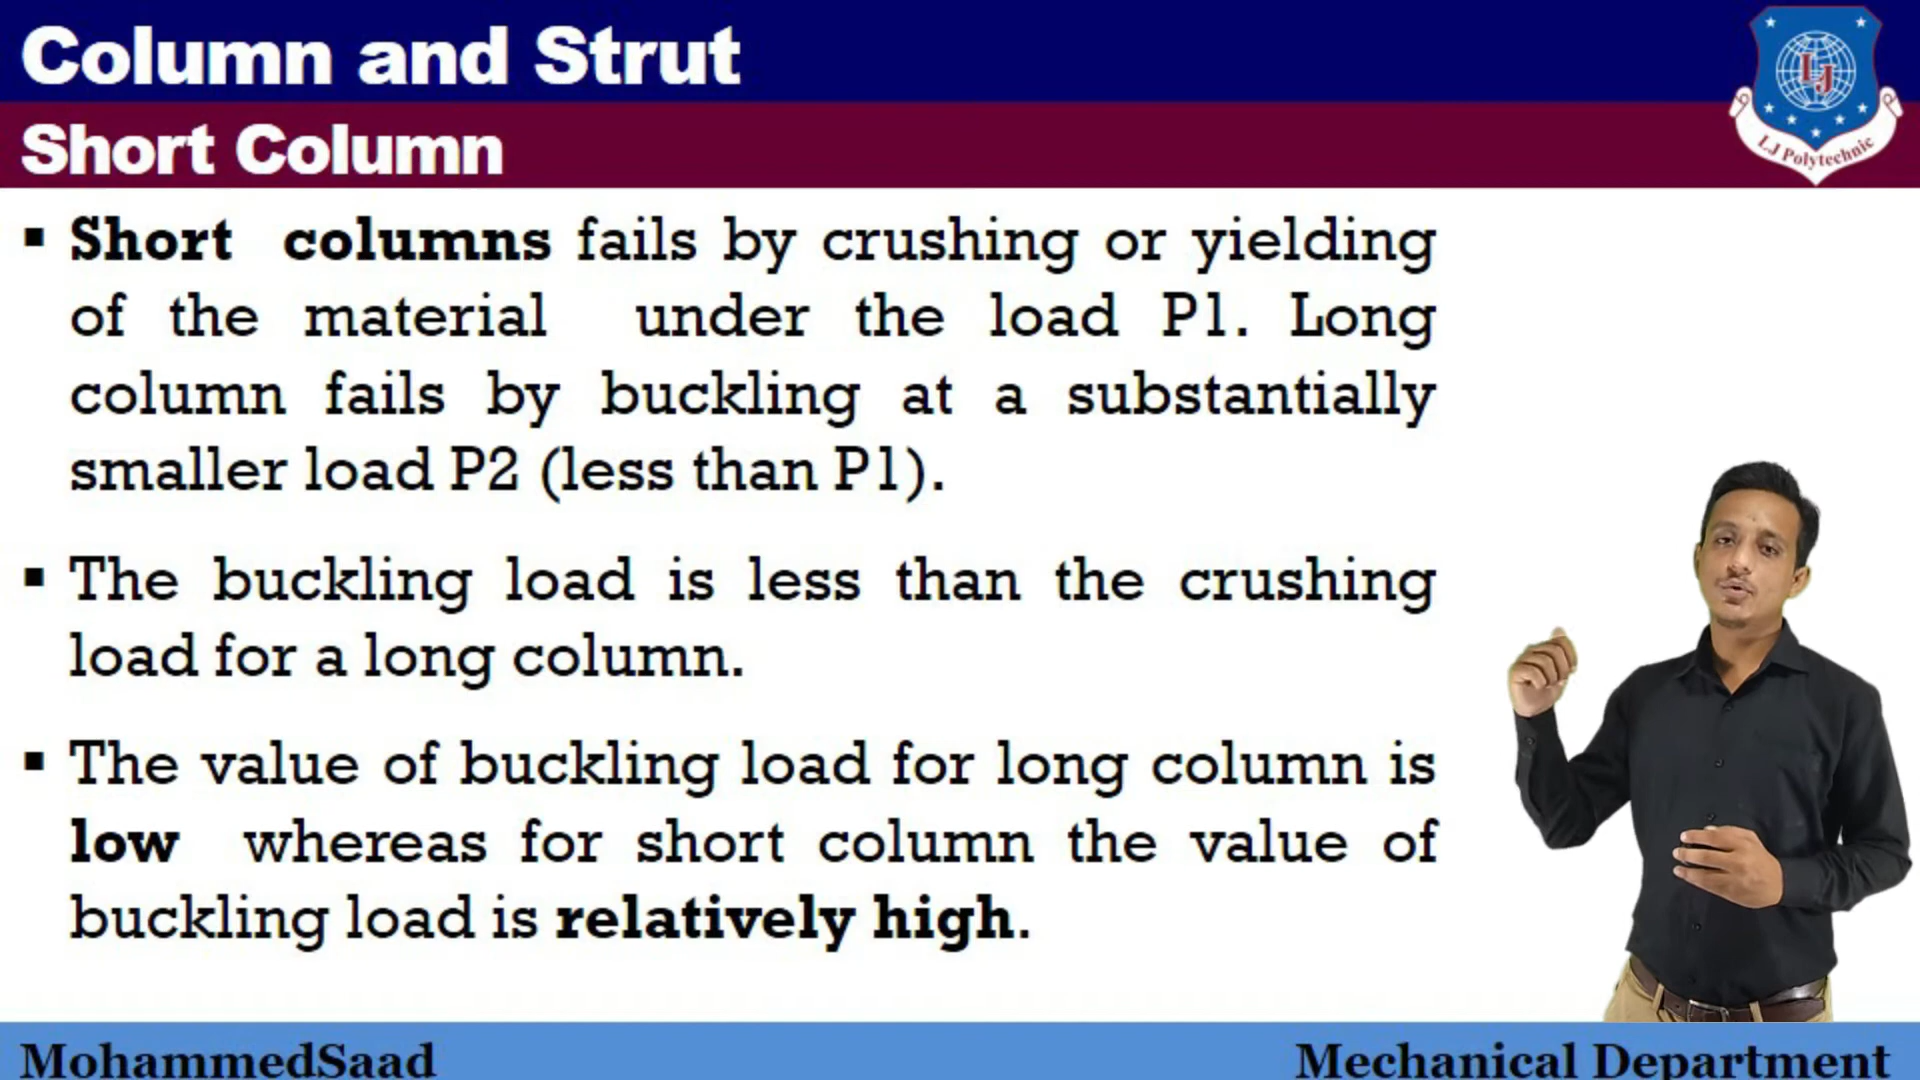 Column and Strut
Short Column
LJ
LJ Polytechnic
▪ Short columns fails by crushing or yielding
of the material under the load P1. Long
column fails by buckling at a substantially
smaller load P2 (less than P1).
▪ The buckling load is less than the crushing
load for a long column.
▪ The value of buckling load for long column is
low whereas for short column the value of
buckling load is relatively high.
MohammedSaad
Mechanical Department